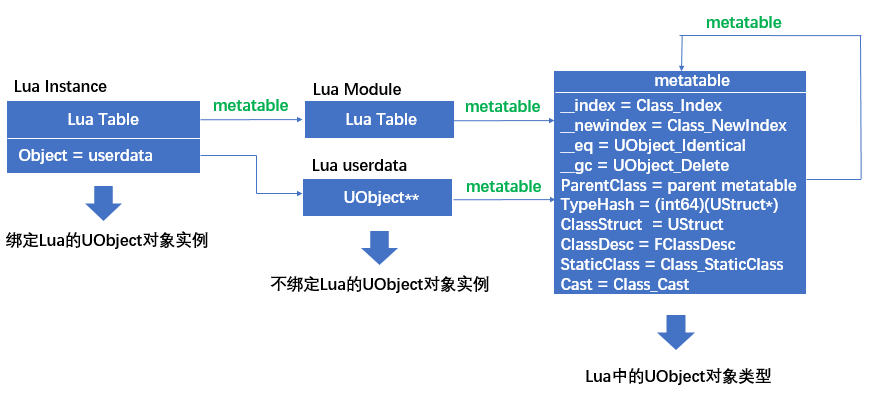 Lua Instance
Lua Table
Object = userdata
绑定Lua的UObject对象实例
metatable
Lua Module
Lua Table
Lua userdata
UObject**
不绑定Lua的UObject对象实例
metatable
metatable
metatable
metatable
__index = Class_Index
__newindex = Class_NewIndex
__eq = UObject_Identical
__gc = UObject_Delete
ParentClass = parent metatable
TypeHash = (int64)(UStruct*)
ClassStruct = UStruct
ClassDesc = FClassDesc
StaticClass = Class_StaticClass
Cast = Class_Cast
Lua中的UObject对象类型